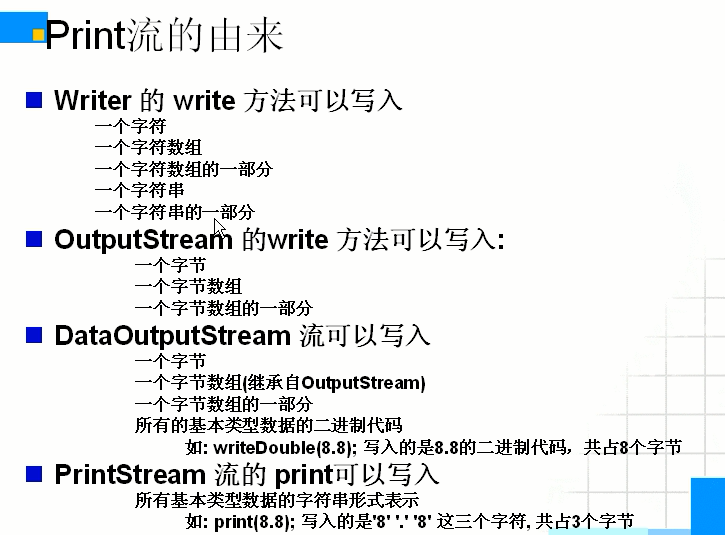 Print流的由来
Writer 的 write 方法可以写入
一个字符
一个字符数组
一个字符数组的一部分
一个字符串
一个字符串的一部分
OutputStream 的write 方法可以写入:
一个字节
一个字节数组
一个字节数组的一部分
DataOutputStream 流可以写入
一个字节
一个字节数组(继承自OutputStream)
一个字节数组的一部分
所有的基本类型数据的二进制代码
如: writeDouble(8.8); 写入的是8.8的二进制代码，共占8个字节
PrintStream 流的 print可以写入
所有基本类型数据的字符串形式表示
如: print(8.8); 写入的是'8' '.' '8' 这三个字符, 共占3个字节